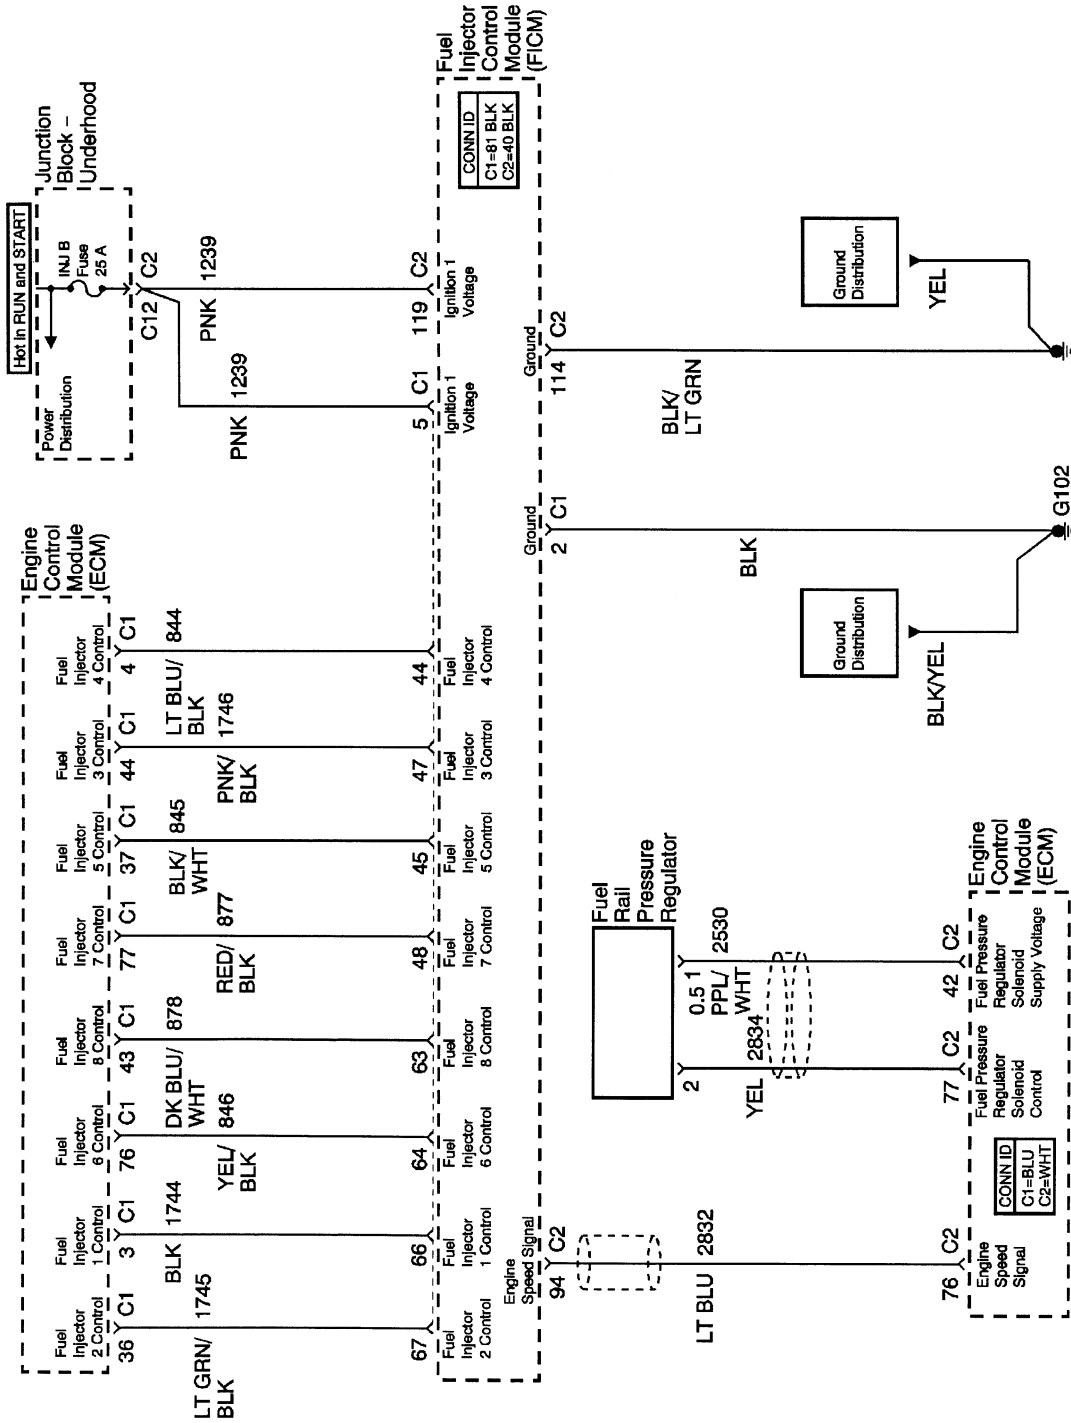 Hot in RUN and START
Junction
Block –
Underhood
Power
Distribution
INJ B
Fuse
25 A
C12
C2
PNK
1239
PNK
1239
119
C2
5
C1
Ignition 1
Voltage
Ignition 1
Voltage
Fuel
Injector
Control
Module
(FICM)
CONN ID
C1=81 BLK
C2=40 BLK
Engine
Control
Module
(ECM)
Fuel
Injector
2 Control
36
C1
LT GRN/
BLK
1745
67
Fuel
Injector
2 Control
Fuel
Injector
1 Control
3
C1
BLK
1744
66
Fuel
Injector
1 Control
Fuel
Injector
6 Control
76
C1
YEL/
BLK
846
64
Fuel
Injector
6 Control
Fuel
Injector
8 Control
43
C1
DK BLU/
WHT
878
63
Fuel
Injector
8 Control
Fuel
Injector
7 Control
77
C1
RED/
BLK
877
48
Fuel
Injector
7 Control
Fuel
Injector
5 Control
37
C1
BLK/
WHT
845
45
Fuel
Injector
5 Control
Fuel
Injector
3 Control
44
C1
PNK/
BLK
1746
47
Fuel
Injector
3 Control
Fuel
Injector
4 Control
4
C1
LT BLU/
BLK
844
44
Fuel
Injector
4 Control
Engine
Speed Signal
94
C2
LT BLU
2832
76
C2
Engine
Speed
Signal
Ground
2
C1
BLK
G102
Ground
Distribution
BLK/YEL
Ground
114
C2
BLK/
LT GRN
Ground
Distribution
YEL
Fuel
Rail
Pressure
Regulator
2
YEL
2834
77
C2
Fuel Pressure
Regulator
Solenoid
Control
0.5
1
PPL/
WHT
2530
42
C2
Fuel Pressure
Regulator
Solenoid
Supply Voltage
CONN ID
C1=BLU
C2=WHT
Engine
Control
Module
(ECM)